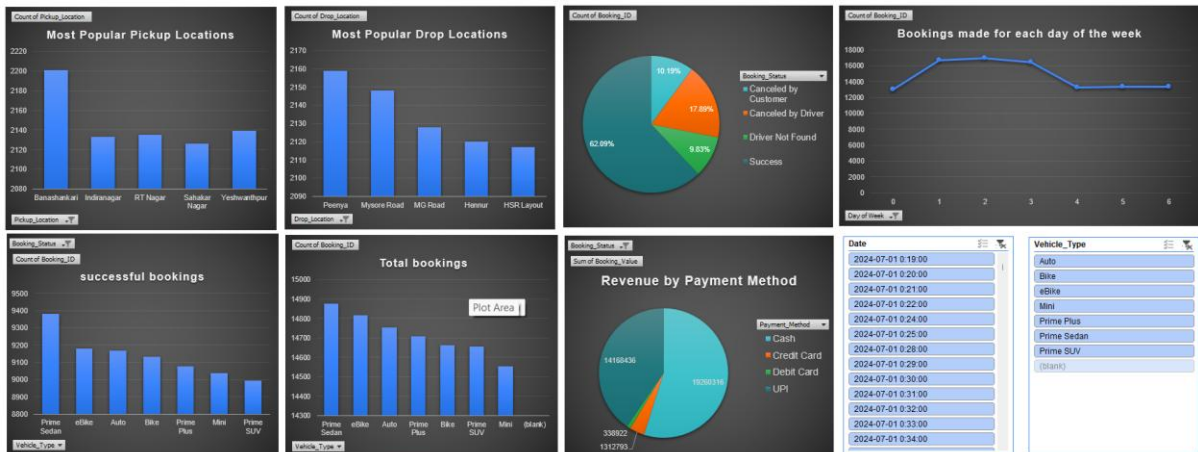 Count of Pickup_Location
Most Popular Pickup Locations
2220
2200
2180
2160
2140
2120
2100
2080
Banashankari Indiranagar RT Nagar Sahakar Nagar Yeshwanthpur
Pickup_Location
Count of Drop_Location
Most Popular Drop Locations
2170
2160
2150
2140
2130
2120
2110
2100
2090
Peenya Mysore Road MG Road Hennur HSR Layout
Drop_Location
Count of Booking_ID
10.19%
17.89%
9.83%
62.09%
Booking_Status
Canceled by
Customer
Canceled by Driver
Driver Not Found
Success
Count of Booking_ID
Bookings made for each day of the week
18000
16000
14000
12000
10000
8000
6000
4000
2000
0
0 1 2 3 4 5 6
Day of Week
Booking_Status
Count of Booking_ID
successful bookings
9500
9400
9300
9200
9100
9000
8900
8800
Prime Sedan eBike Auto Bike Prime Plus Mini Prime SUV
Vehicle_Type
Count of Booking_ID
Total bookings
Plot Area
15000
14900
14800
14700
14600
14500
14400
14300
Prime Sedan eBike Auto Prime Plus Bike Prime SUV Mini (blank)
Vehicle_Type
Booking_Status
Sum of Booking_Value
Revenue by Payment Method
14168436
19260316
338922
1312793
Payment_Method
Cash
Credit Card
Debit Card
UPI
Date
2024-07-01 0:19:00
2024-07-01 0:20:00
2024-07-01 0:21:00
2024-07-01 0:22:00
2024-07-01 0:24:00
2024-07-01 0:25:00
2024-07-01 0:28:00
2024-07-01 0:29:00
2024-07-01 0:30:00
2024-07-01 0:31:00
2024-07-01 0:32:00
2024-07-01 0:33:00
2024-07-01 0:34:00
Vehicle_Type
Auto
Bike
eBike
Mini
Prime Plus
Prime Sedan
Prime SUV
(blank)